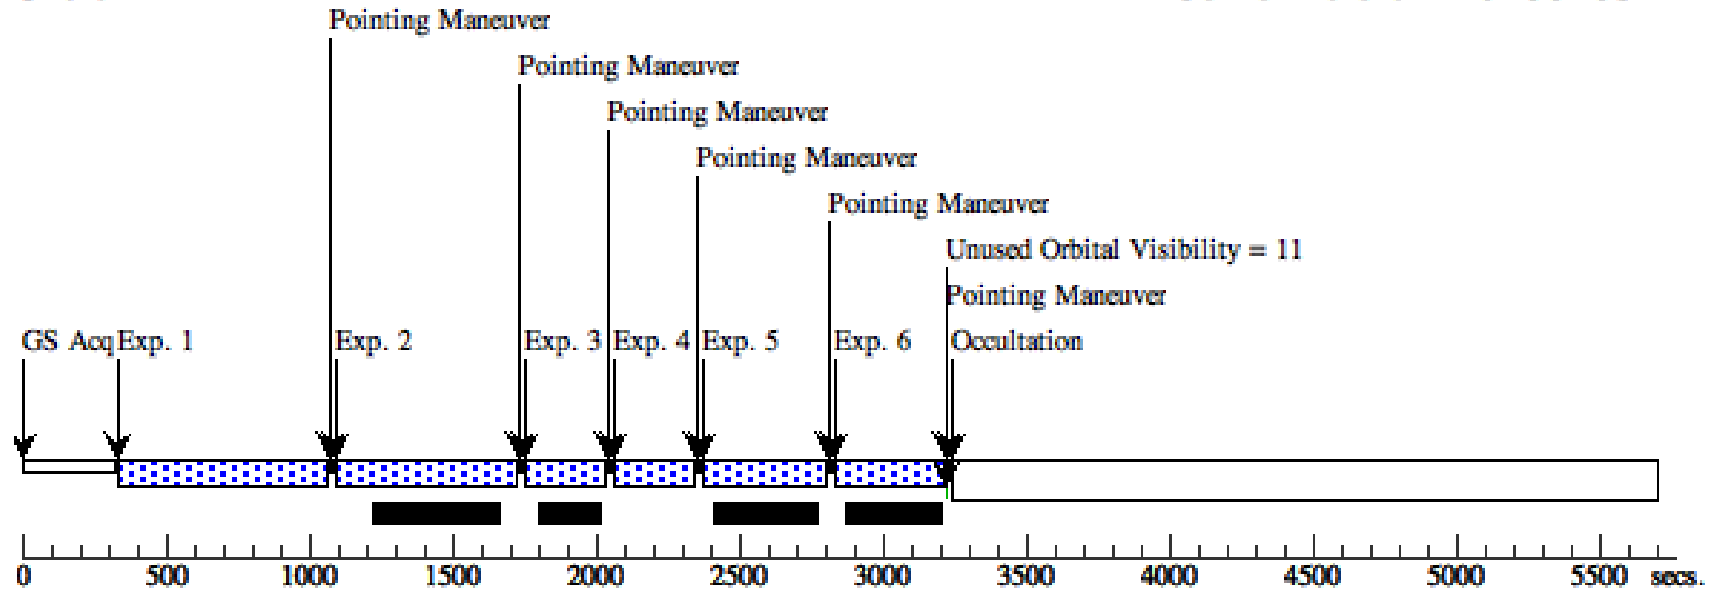 Pointing Maneuver
Pointing Maneuver
Pointing Maneuver
Pointing Maneuver
Pointing Maneuver
Unused Orbital Visibility = 11
Pointing Maneuver
GS Acq Exp. 1 Exp. 2 Exp. 3 Exp. 4 Exp. 5 Exp. 6 Occultation
0 500 1000 1500 2000 2500 3000 3500 4000 4500 5000 5500 secs.